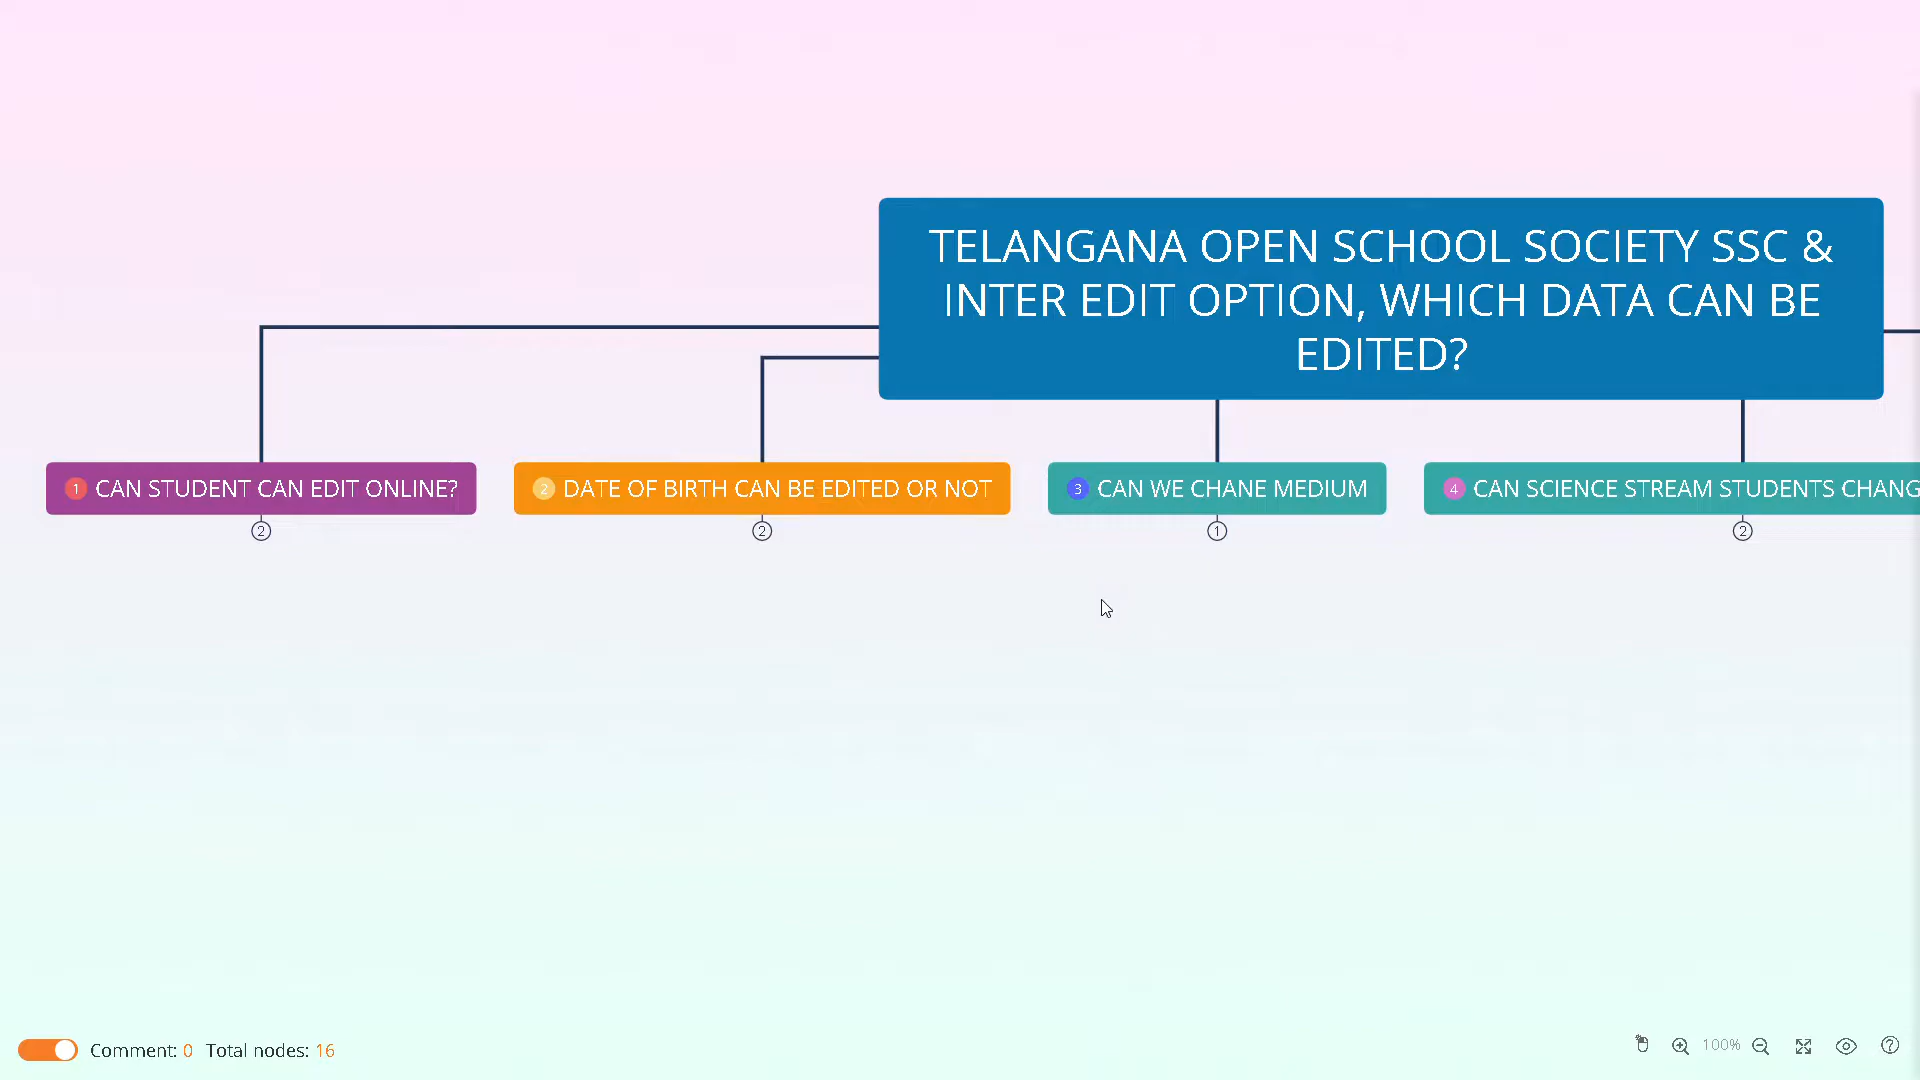 TELANGANA OPEN SCHOOL SOCIETY SSC &
INTER EDIT OPTION, WHICH DATA CAN BE
EDITED?
1 CAN STUDENT CAN EDIT ONLINE?
2 DATE OF BIRTH CAN BE EDITED OR NOT
3 CAN WE CHANE MEDIUM
4 CAN SCIENCE STREAM STUDENTS CHANG
2
2
1
2
Comment: 0 Total nodes: 16
100%